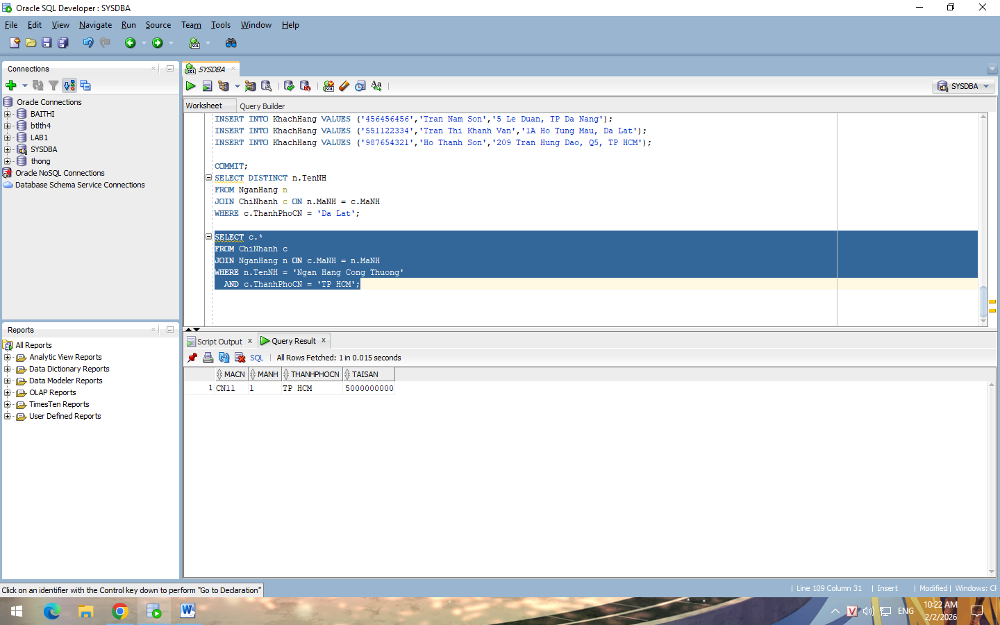 Oracle SQL Developer : SYSDBA
File Edit View Navigate Run Source Team Tools Window Help
Connections
Oracle Connections
BAITHI
btlth4
LAB1
SYSDBA
thong
Oracle NoSQL Connections
Database Schema Service Connections
Reports
All Reports
Analytic View Reports
Data Dictionary Reports
Data Modeler Reports
OLAP Reports
TimesTen Reports
User Defined Reports
SYSDBA
SYSDBA
Worksheet Query Builder
INSERT INTO KhachHang VALUES ('456456456','Tran Nam Son','5 Le Duan, TP Da Nang');
INSERT INTO KhachHang VALUES ('551122334','Tran Thi Khanh Van','1A Ho Tung Mau, Da Lat');
INSERT INTO KhachHang VALUES ('987654321','Ho Thanh Son','209 Tran Hung Dao, Q5, TP HCM');
COMMIT;
SELECT DISTINCT n.TenNH
FROM NganHang n
JOIN ChiNhanh c ON n.MaNH = c.MaNH
WHERE c.ThanhPhoCN = 'Da Lat';
SELECT c.*
FROM ChiNhanh c
JOIN NganHang n ON c.MaNH = n.MaNH
WHERE n.TenNH = 'Ngan Hang Cong Thuong'
AND c.ThanhPhoCN = 'TP HCM';
Script Output x Query Result x
SQL | All Rows Fetched: 1 in 0.015 seconds
MACN MANH THANHPHOCN TAISAN
1 CN11 1 TP HCM 5000000000
Click on an identifier with the Control key down to perform "Go to Declaration"
| Line 109 Column 31 | Insert | Modified | Windows: CF
ENG
10:22 AM
2/2/2026